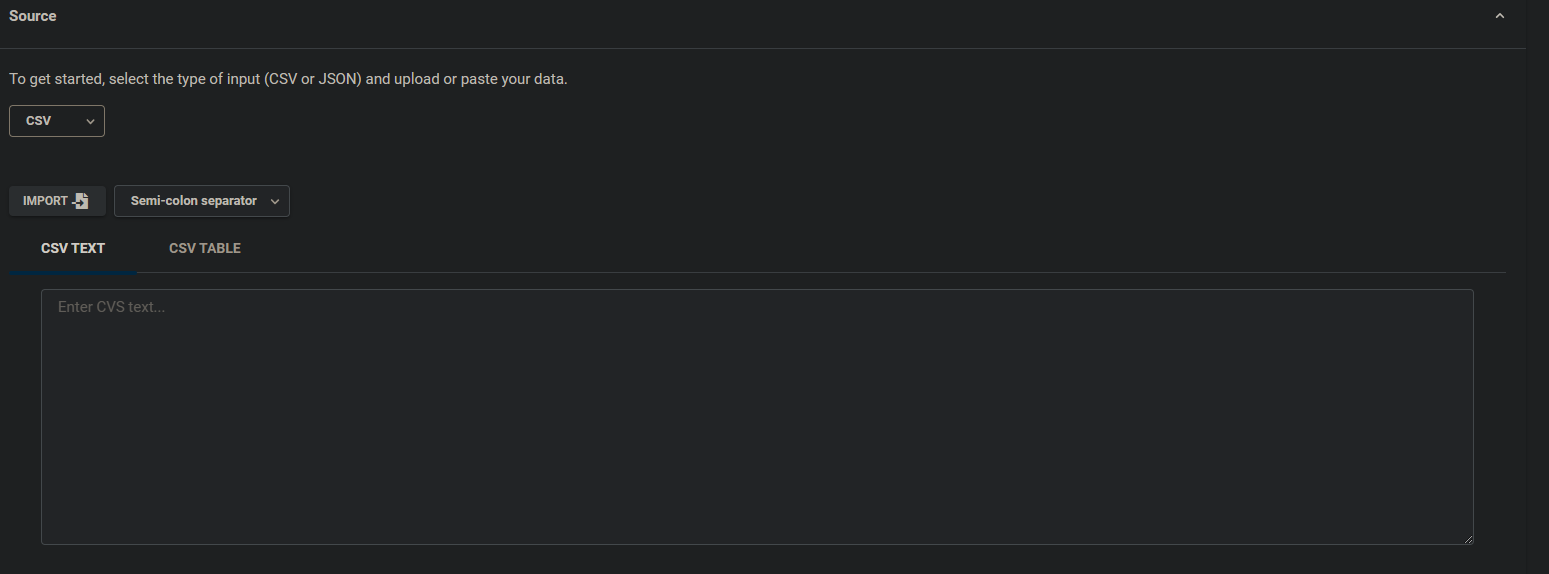 Source
To get started, select the type of input (CSV or JSON) and upload or paste your data.
CSV
IMPORT
Semi-colon separator
CSV TEXT
CSV TABLE
Enter CVS text...